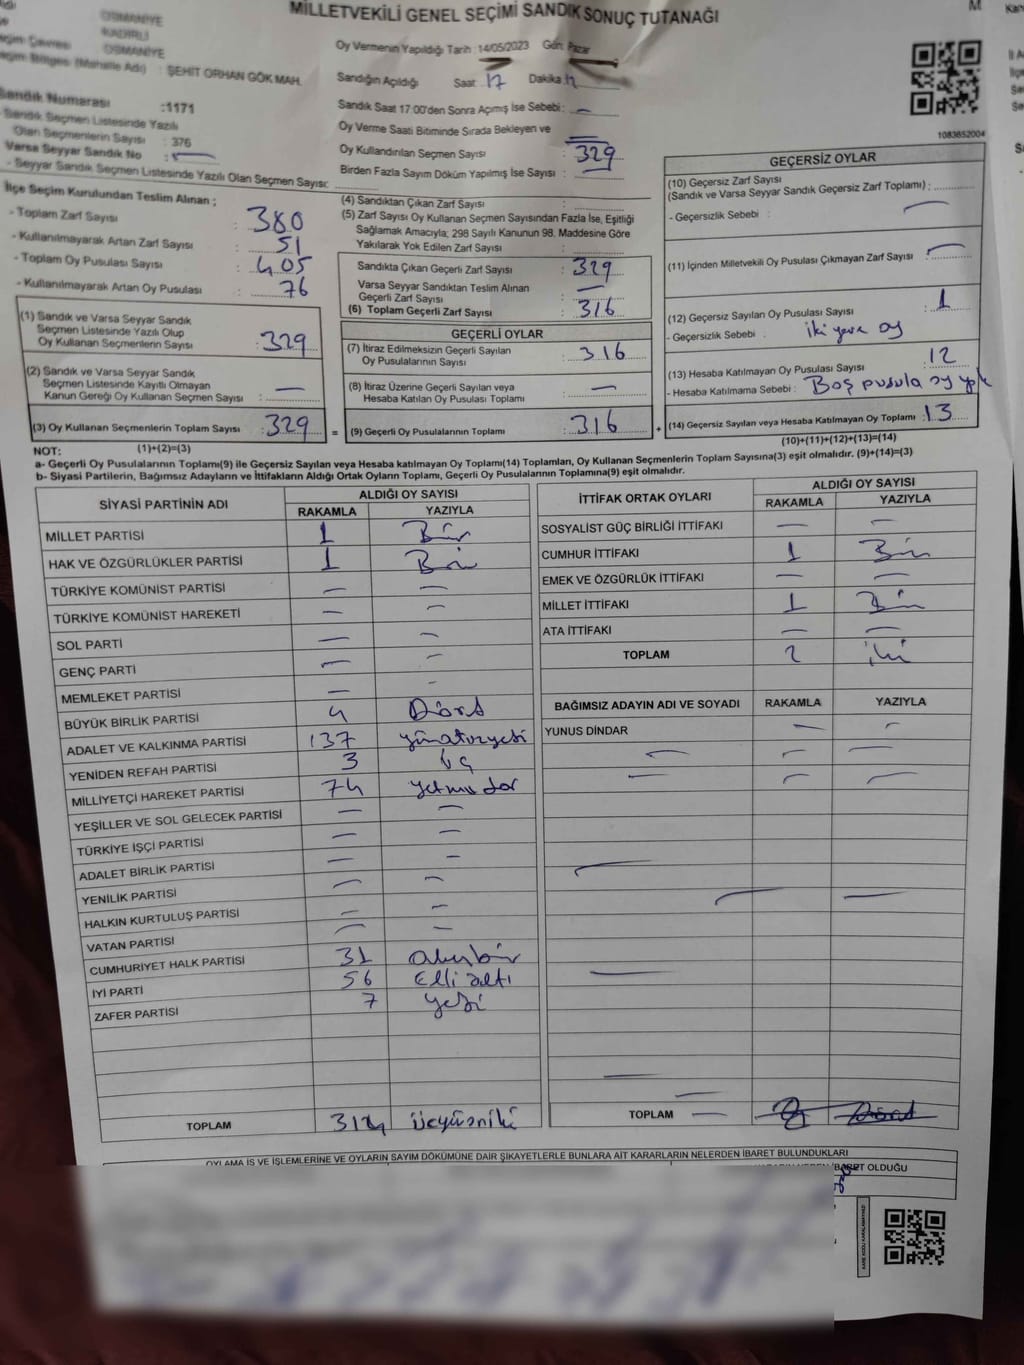 MİLLETVEKİLİ GENEL SEÇİMİ SANDIK SONUÇ TUTANAĞI
OSMANİYE
KADİRLİ
OSMANİYE
(Mahalle Adı) : ŞEHİT ORHAN GÖK MAH.
Sandık Numarası :1171
Sandık Seçmen Listesinde Yazılı
Olan Seçmenlerin Sayısı : 376
Varsa Seyyar Sandık No : —
- Seyyar Sandık Seçmen Listesinde Yazılı Olan Seçmen Sayısı:
İlçe Seçim Kurulundan Teslim Alınan ;
- Toplam Zarf Sayısı : 380
- Kullanılmayarak Artan Zarf Sayısı : 51
- Toplam Oy Pusulası Sayısı : 405
- Kullanılmayarak Artan Oy Pusulası : 76
(1) Sandık ve Varsa Seyyar Sandık
Seçmen Listesinde Yazılı Olup
Oy Kullanan Seçmenlerin Sayısı : 329
(2) Sandık ve Varsa Seyyar Sandık
Seçmen Listesinde Kayıtlı Olmayan
Kanun Gereği Oy Kullanan Seçmen Sayısı : —
(3) Oy Kullanan Seçmenlerin Toplam Sayısı : 329
Oy Vermenin Yapıldığı Tarih :14/05/2023 Gün: Pazar
Sandığın Açıldığı Saat: 17 Dakika:
Sandık Saat 17:00'den Sonra Açımış İse Sebebi: —
Oy Verme Saati Bitiminde Sırada Bekleyen ve
Oy Kullandırılan Seçmen Sayısı : 329
Birden Fazla Sayım Döküm Yapılmış İse Sayısı :
(4) Sandıktan Çıkan Zarf Sayısı :
(5) Zarf Sayısı Oy Kullanan Seçmen Sayısından Fazla İse, Eşitliği
Sağlamak Amacıyla; 298 Sayılı Kanunun 98. Maddesine Göre
Yakılarak Yok Edilen Zarf Sayısı :
Sandıkta Çıkan Geçerli Zarf Sayısı : 329
Varsa Seyyar Sandıktan Teslim Alınan
Geçerli Zarf Sayısı : —
(6) Toplam Geçerli Zarf Sayısı : 316
GEÇERLİ OYLAR
(7) İtiraz Edilmeksizin Geçerli Sayılan
Oy Pusulalarının Sayısı : 316
(8) İtiraz Üzerine Geçerli Sayılan veya
Hesaba Katılan Oy Pusulası Toplamı : —
= (9) Geçerli Oy Pusulalarının Toplamı : 316
M
1083652004
GEÇERSİZ OYLAR
(10) Geçersiz Zarf Sayısı
(Sandık ve Varsa Seyyar Sandık Geçersiz Zarf Toplamı) :
- Geçersizlik Sebebi : —
(11) İçinden Milletvekili Oy Pusulası Çıkmayan Zarf Sayısı : —
(12) Geçersiz Sayılan Oy Pusulası Sayısı : 1
- Geçersizlik Sebebi : iki yere oy
(13) Hesaba Katılmayan Oy Pusulası Sayısı : 12
- Hesaba Katılmama Sebebi : Boş pusula oy yok
+ (14) Geçersiz Sayılan veya Hesaba Katılmayan Oy Toplamı : 13
NOT: (1)+(2)=(3)
(10)+(11)+(12)+(13)=(14)
a- Geçerli Oy Pusulalarının Toplamı(9) ile Geçersiz Sayılan veya Hesaba katılmayan Oy Toplamı(14) Toplamları, Oy Kullanan Seçmenlerin Toplam Sayısına(3) eşit olmalıdır. (9)+(14)=(3)
b- Siyasi Partilerin, Bağımsız Adayların ve İttifakların Aldığı Ortak Oyların Toplamı, Geçerli Oy Pusulalarının Toplamına(9) eşit olmalıdır.
SİYASİ PARTİNİN ADI ALDIĞI OY SAYISI
RAKAMLA YAZIYLA
MİLLET PARTİSİ 1 Bir
HAK VE ÖZGÜRLÜKLER PARTİSİ 1 Bir
TÜRKİYE KOMÜNİST PARTİSİ — —
TÜRKİYE KOMÜNİST HAREKETİ — —
SOL PARTİ — —
GENÇ PARTİ — —
MEMLEKET PARTİSİ — —
BÜYÜK BİRLİK PARTİSİ 4 Dört
ADALET VE KALKINMA PARTİSİ 137
YENİDEN REFAH PARTİSİ 3 üç
MİLLİYETÇİ HAREKET PARTİSİ 74
YEŞİLLER VE SOL GELECEK PARTİSİ — —
TÜRKİYE İŞÇİ PARTİSİ — —
ADALET BİRLİK PARTİSİ — —
YENİLİK PARTİSİ — —
HALKIN KURTULUŞ PARTİSİ — —
VATAN PARTİSİ — —
CUMHURİYET HALK PARTİSİ 31
İYİ PARTİ 56 Elli altı
ZAFER PARTİSİ 7 yedi
TOPLAM 314
İTTİFAK ORTAK OYLARI ALDIĞI OY SAYISI
RAKAMLA YAZIYLA
SOSYALİST GÜÇ BİRLİĞİ İTTİFAKI — —
CUMHUR İTTİFAKI 1 Bir
EMEK VE ÖZGÜRLÜK İTTİFAKI — —
MİLLET İTTİFAKI 1 Bir
ATA İTTİFAKI — —
TOPLAM 2 iki
BAĞIMSIZ ADAYIN ADI VE SOYADI RAKAMLA YAZIYLA
YUNUS DİNDAR — —
TOPLAM —
OYLAMA İŞ VE İŞLEMLERİNE VE OYLARIN SAYIM DÖKÜMÜNE DAİR ŞİKAYETLERLE BUNLARA AİT KARARLARIN NELERDEN İBARET BULUNDUKLARI
OLDUĞU